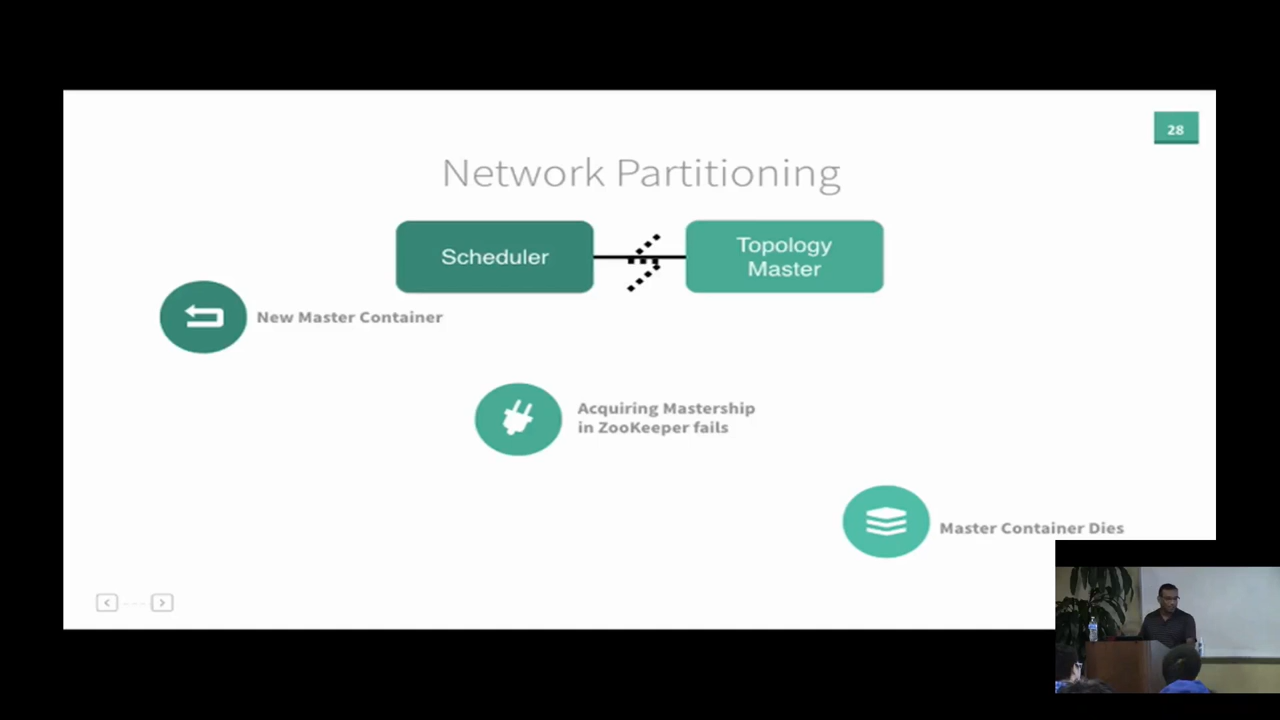 28
Network Partitioning
Scheduler
Topology
Master
New Master Container
Acquiring Mastership
in ZooKeeper fails
Master Container Dies